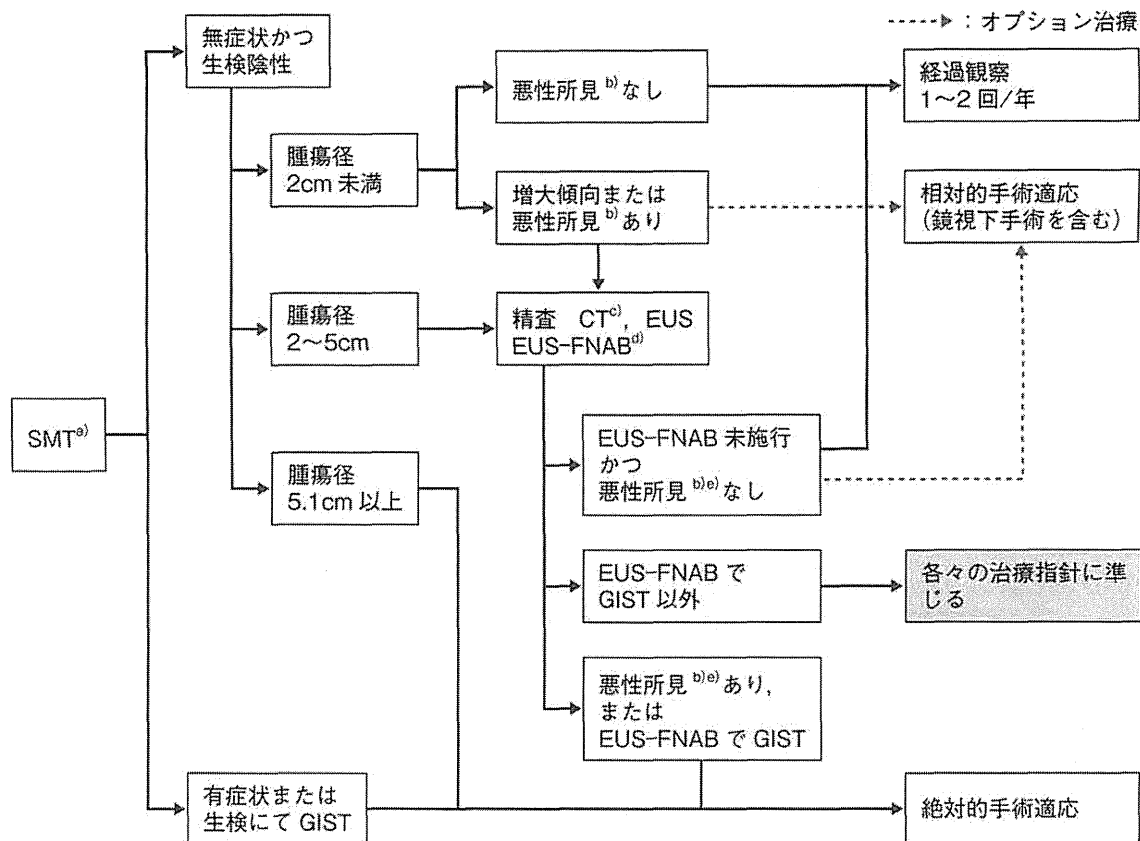 ：オプション治療
無症状かつ
生検陰性
悪性所見b)なし
経過観察
1～2回/年
腫瘍径
2cm未満
増大傾向または
悪性所見b)あり
相対的手術適応
（鏡視下手術を含む）
腫瘍径
2～5cm
精査　CTc)，EUS
EUS-FNABd)
SMTa)
腫瘍径
5.1cm以上
EUS-FNAB未施行
かつ
悪性所見b)e)なし
EUS-FNABで
GIST以外
各々の治療指針に準
じる
悪性所見b)e)あり，
または
EUS-FNABでGIST
有症状または
生検にてGIST
絶対的手術適応